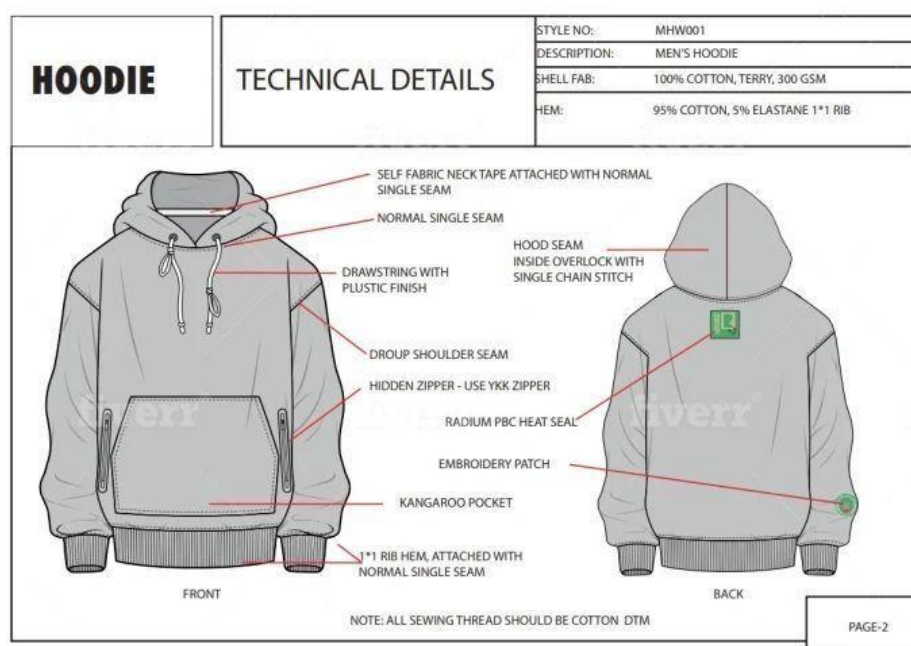 HOODIE
TECHNICAL DETAILS
STYLE NO: MHW001
DESCRIPTION: MEN'S HOODIE
SHELL FAB: 100% COTTON, TERRY, 300 GSM
HEM: 95% COTTON, 5% ELASTANE 1*1 RIB
SELF FABRIC NECK TAPE ATTACHED WITH NORMAL
SINGLE SEAM
NORMAL SINGLE SEAM
DRAWSTRING WITH
PLUSTIC FINISH
DROUP SHOULDER SEAM
HIDDEN ZIPPER - USE YKK ZIPPER
KANGAROO POCKET
1*1 RIB HEM, ATTACHED WITH
NORMAL SINGLE SEAM
FRONT
HOOD SEAM
INSIDE OVERLOCK WITH
SINGLE CHAIN STITCH
RADIUM PBC HEAT SEAL
EMBROIDERY PATCH
BACK
fiverr
fiverr
NOTE: ALL SEWING THREAD SHOULD BE COTTON DTM
PAGE-2